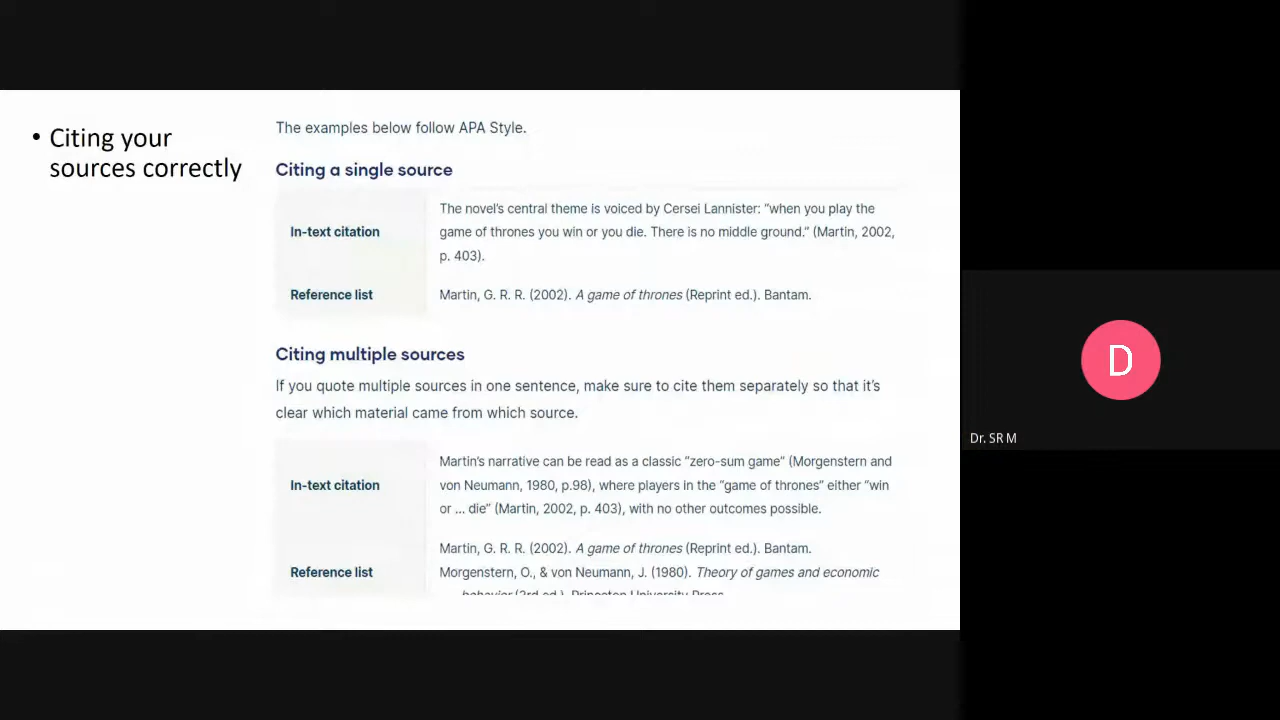 • Citing your
sources correctly
The examples below follow APA Style.
Citing a single source
In-text citation
The novel’s central theme is voiced by Cersei Lannister: “when you play the
game of thrones you win or you die. There is no middle ground.” (Martin, 2002,
p. 403).
Reference list
Martin, G. R. R. (2002). A game of thrones (Reprint ed.). Bantam.
Citing multiple sources
If you quote multiple sources in one sentence, make sure to cite them separately so that it’s
clear which material came from which source.
In-text citation
Martin’s narrative can be read as a classic “zero-sum game” (Morgenstern and
von Neumann, 1980, p.98), where players in the “game of thrones” either “win
or ... die” (Martin, 2002, p. 403), with no other outcomes possible.
Reference list
Martin, G. R. R. (2002). A game of thrones (Reprint ed.). Bantam.
Morgenstern, O., & von Neumann, J. (1980). Theory of games and economic
behavior (3rd ed.). Princeton University Press.
D
Dr. SR M